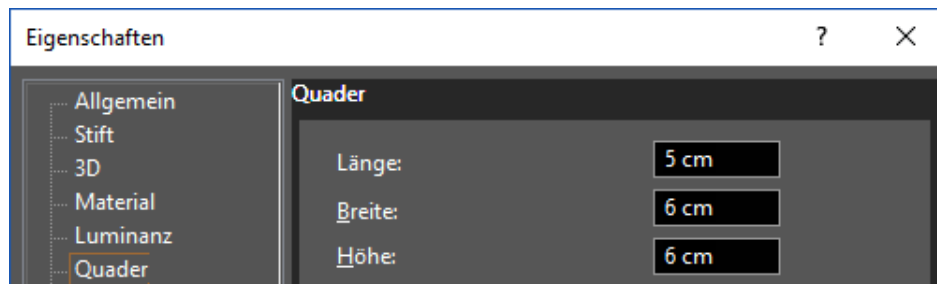 Eigenschaften ?
Allgemein
Stift
3D
Material
Luminanz
Quader
Quader
Länge: 5 cm
Breite: 6 cm
Höhe: 6 cm